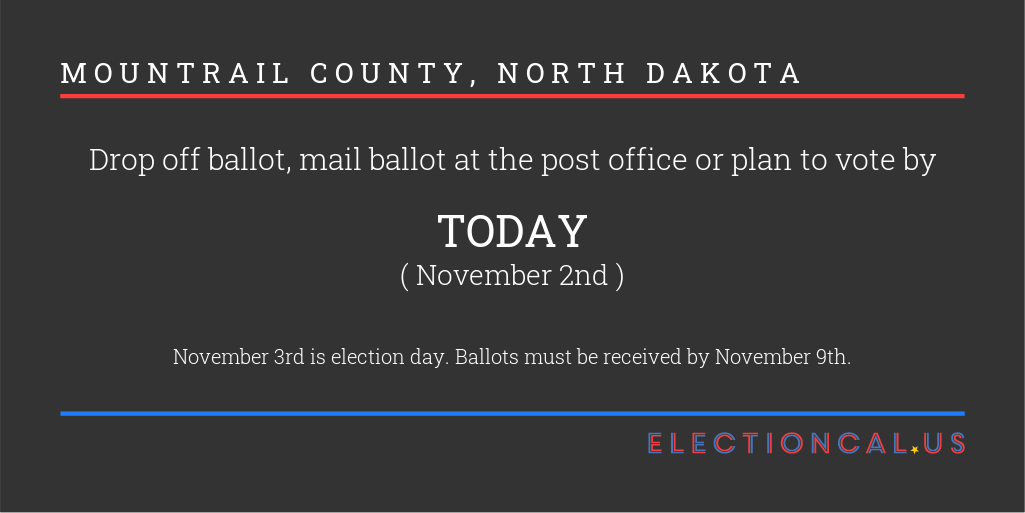 MOUNTRAIL COUNTY, NORTH DAKOTA
Drop off ballot, mail ballot at the post office or plan to vote by
TODAY
( November 2nd )
November 3rd is election day. Ballots must be received by November 9th.
ELECTIONCAL★US